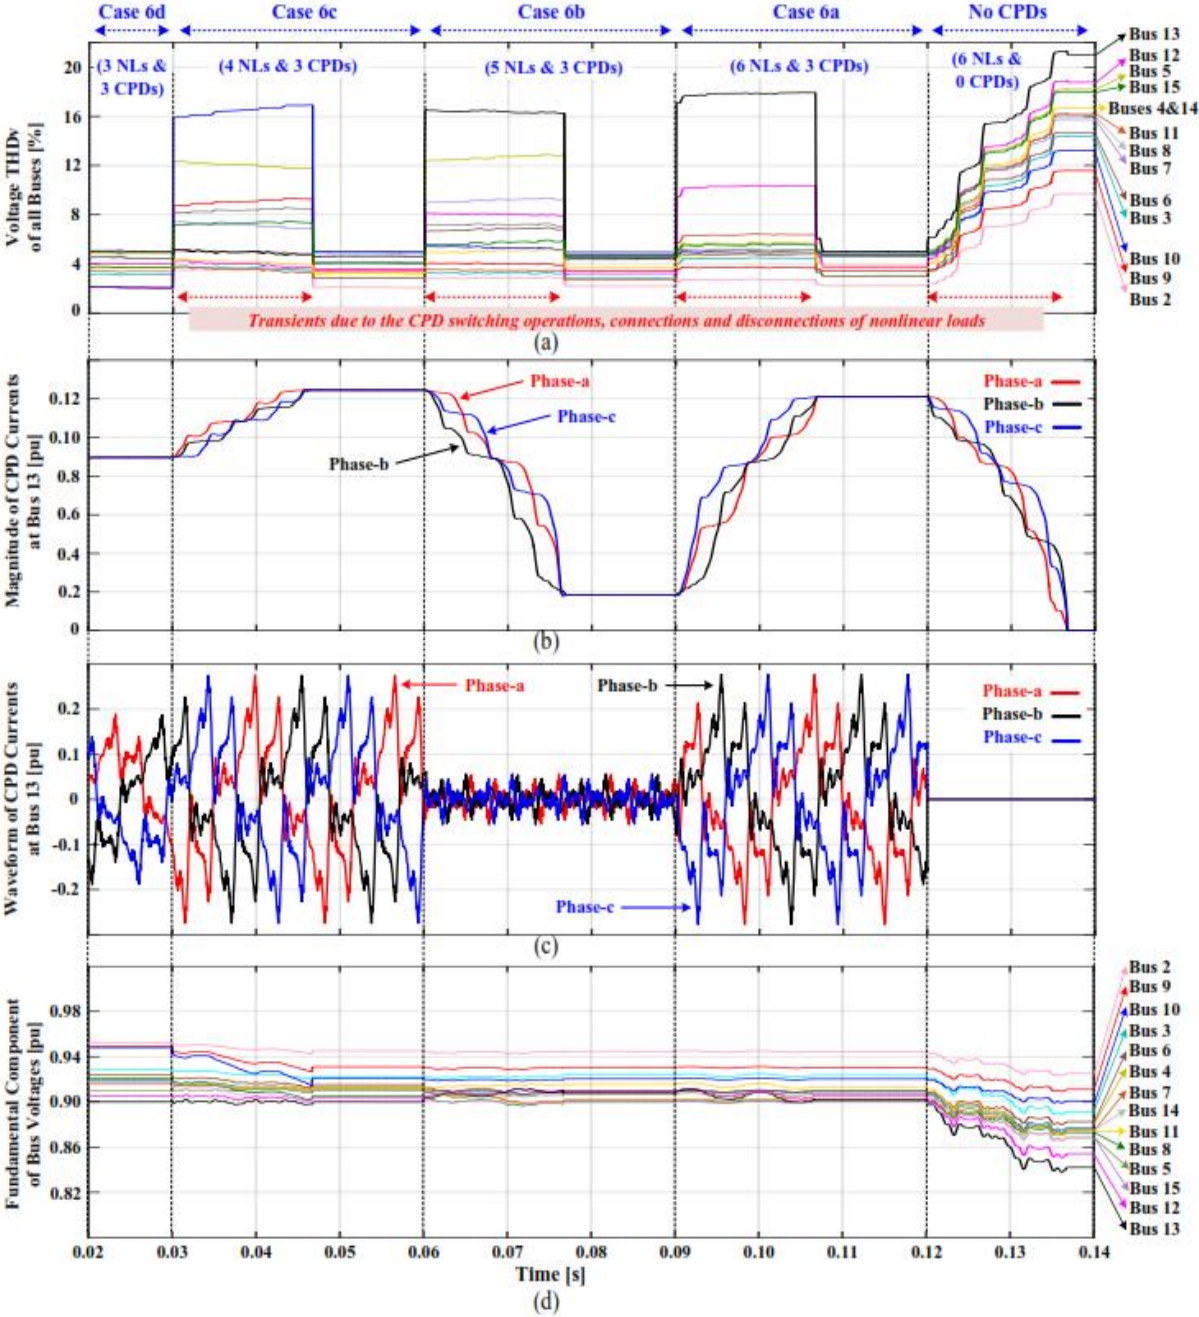 Case 6d
Case 6c
Case 6b
Case 6a
No CPDs
(3 NLs &
3 CPDs)
(4 NLs & 3 CPDs)
(5 NLs & 3 CPDs)
(6 NLs & 3 CPDs)
(6 NLs &
0 CPDs)
Voltage THDv
of all Buses [%]
20
16
12
8
4
0
Bus 13
Bus 12
Bus 5
Bus 15
Buses 4&14
Bus 11
Bus 8
Bus 7
Bus 6
Bus 3
Bus 10
Bus 9
Bus 2
Transients due to the CPD switching operations, connections and disconnections of nonlinear loads
(a)
Magnitude of CPD Currents
at Bus 13 [pu]
0.12
0.10
0.8
0.6
0.4
0.2
0
Phase-a
Phase-c
Phase-b
Phase-a
Phase-b
Phase-c
(b)
Waveform of CPD Currents
at Bus 13 [pu]
0.2
0.1
0
-0.1
-0.2
Phase-a
Phase-b
Phase-c
Phase-a
Phase-b
Phase-c
(c)
Fundamental Component
of Bus Voltages [pu]
0.98
0.94
0.90
0.86
0.82
Bus 2
Bus 9
Bus 10
Bus 3
Bus 6
Bus 4
Bus 7
Bus 14
Bus 11
Bus 8
Bus 5
Bus 15
Bus 12
Bus 13
0.02 0.03 0.04 0.05 0.06 0.07 0.08 0.09 0.10 0.11 0.12 0.13 0.14
Time [s]
(d)